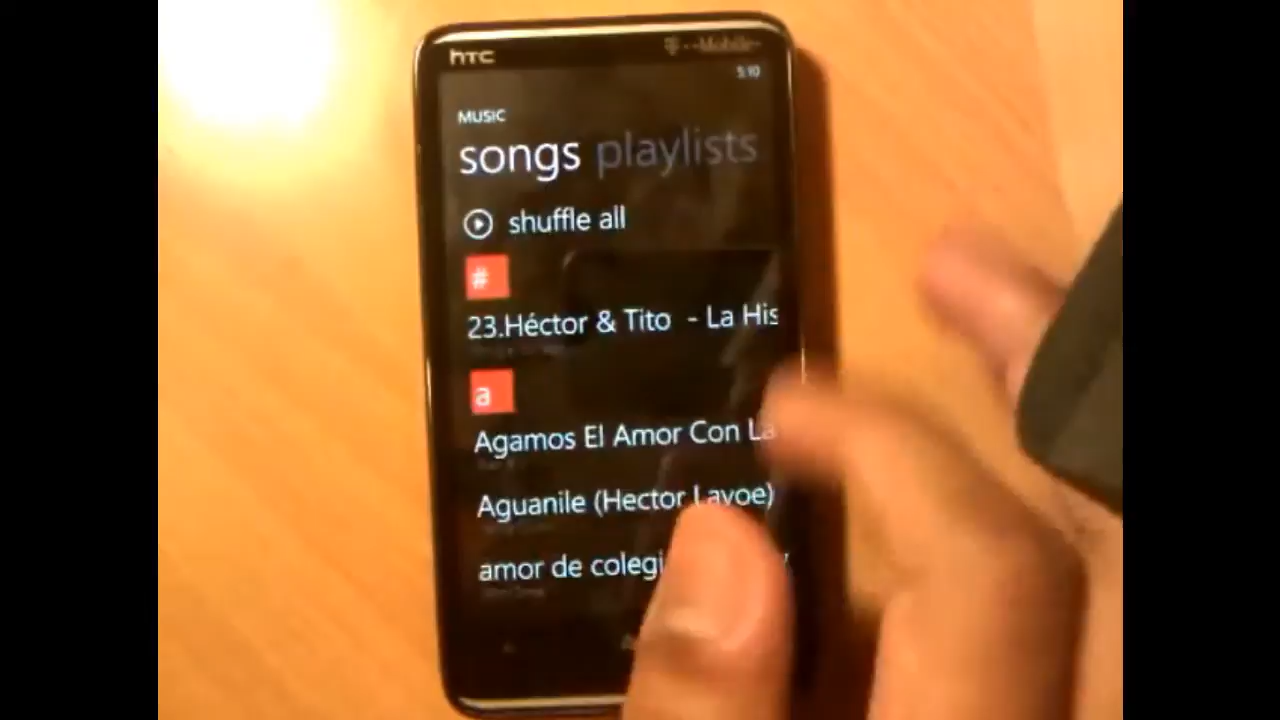 hTC T-Mobile
5:10
MUSIC
songs playlists
shuffle all
#
23.Héctor & Tito - La His
a
Agamos El Amor Con La
Aguanile (Hector Lavoe)
amor de colegi